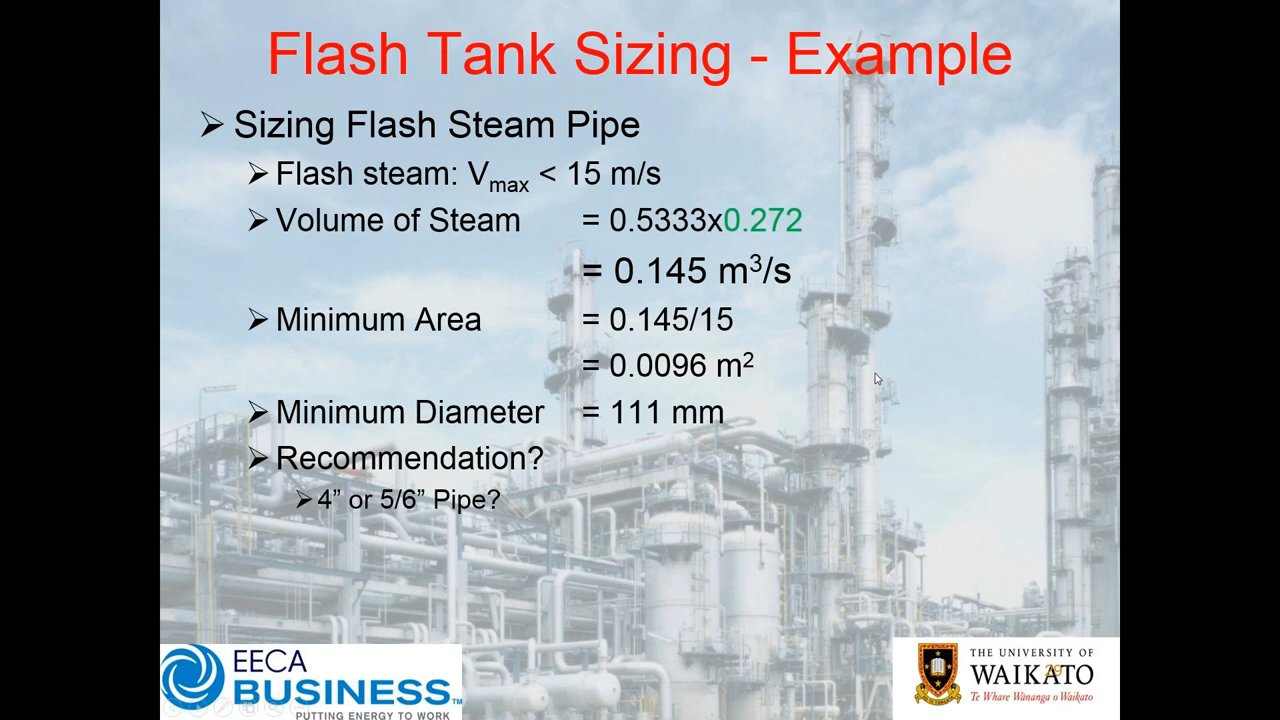 Flash Tank Sizing - Example
➢ Sizing Flash Steam Pipe
➢ Flash steam: Vmax < 15 m/s
➢ Volume of Steam = 0.5333x0.272
= 0.145 m³/s
➢ Minimum Area = 0.145/15
= 0.0096 m²
➢ Minimum Diameter = 111 mm
➢ Recommendation?
➢ 4” or 5/6” Pipe?
EECA
BUSINESS™
PUTTING ENERGY TO WORK
THE UNIVERSITY OF
WAIKATO
Te Whare Wānanga o Waikato
29